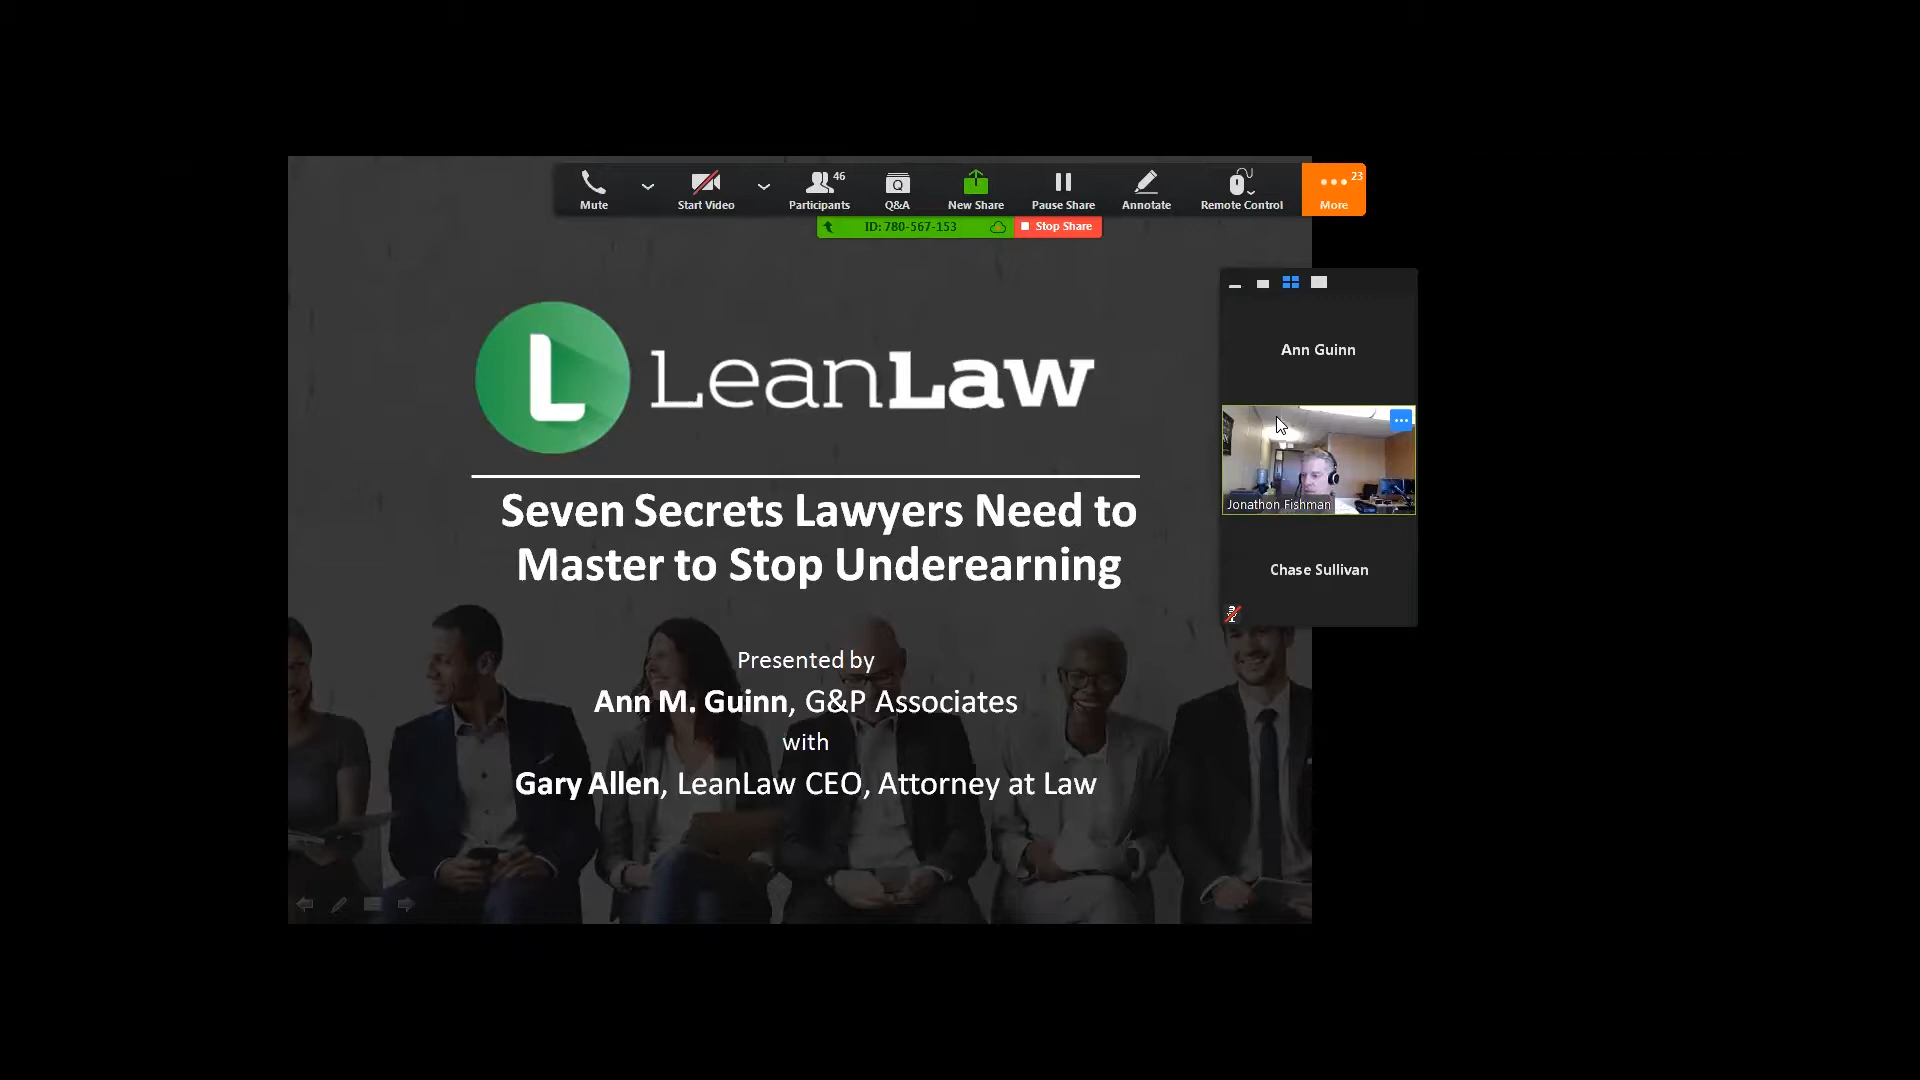 Mute
Start Video
46
Participants
Q
Q&A
New Share
Pause Share
Annotate
Remote Control
23
More
ID: 780-567-153
Stop Share
L LeanLaw
Seven Secrets Lawyers Need to
Master to Stop Underearning
Presented by
Ann M. Guinn, G&P Associates
with
Gary Allen, LeanLaw CEO, Attorney at Law
Ann Guinn
Jonathon Fishman
Chase Sullivan